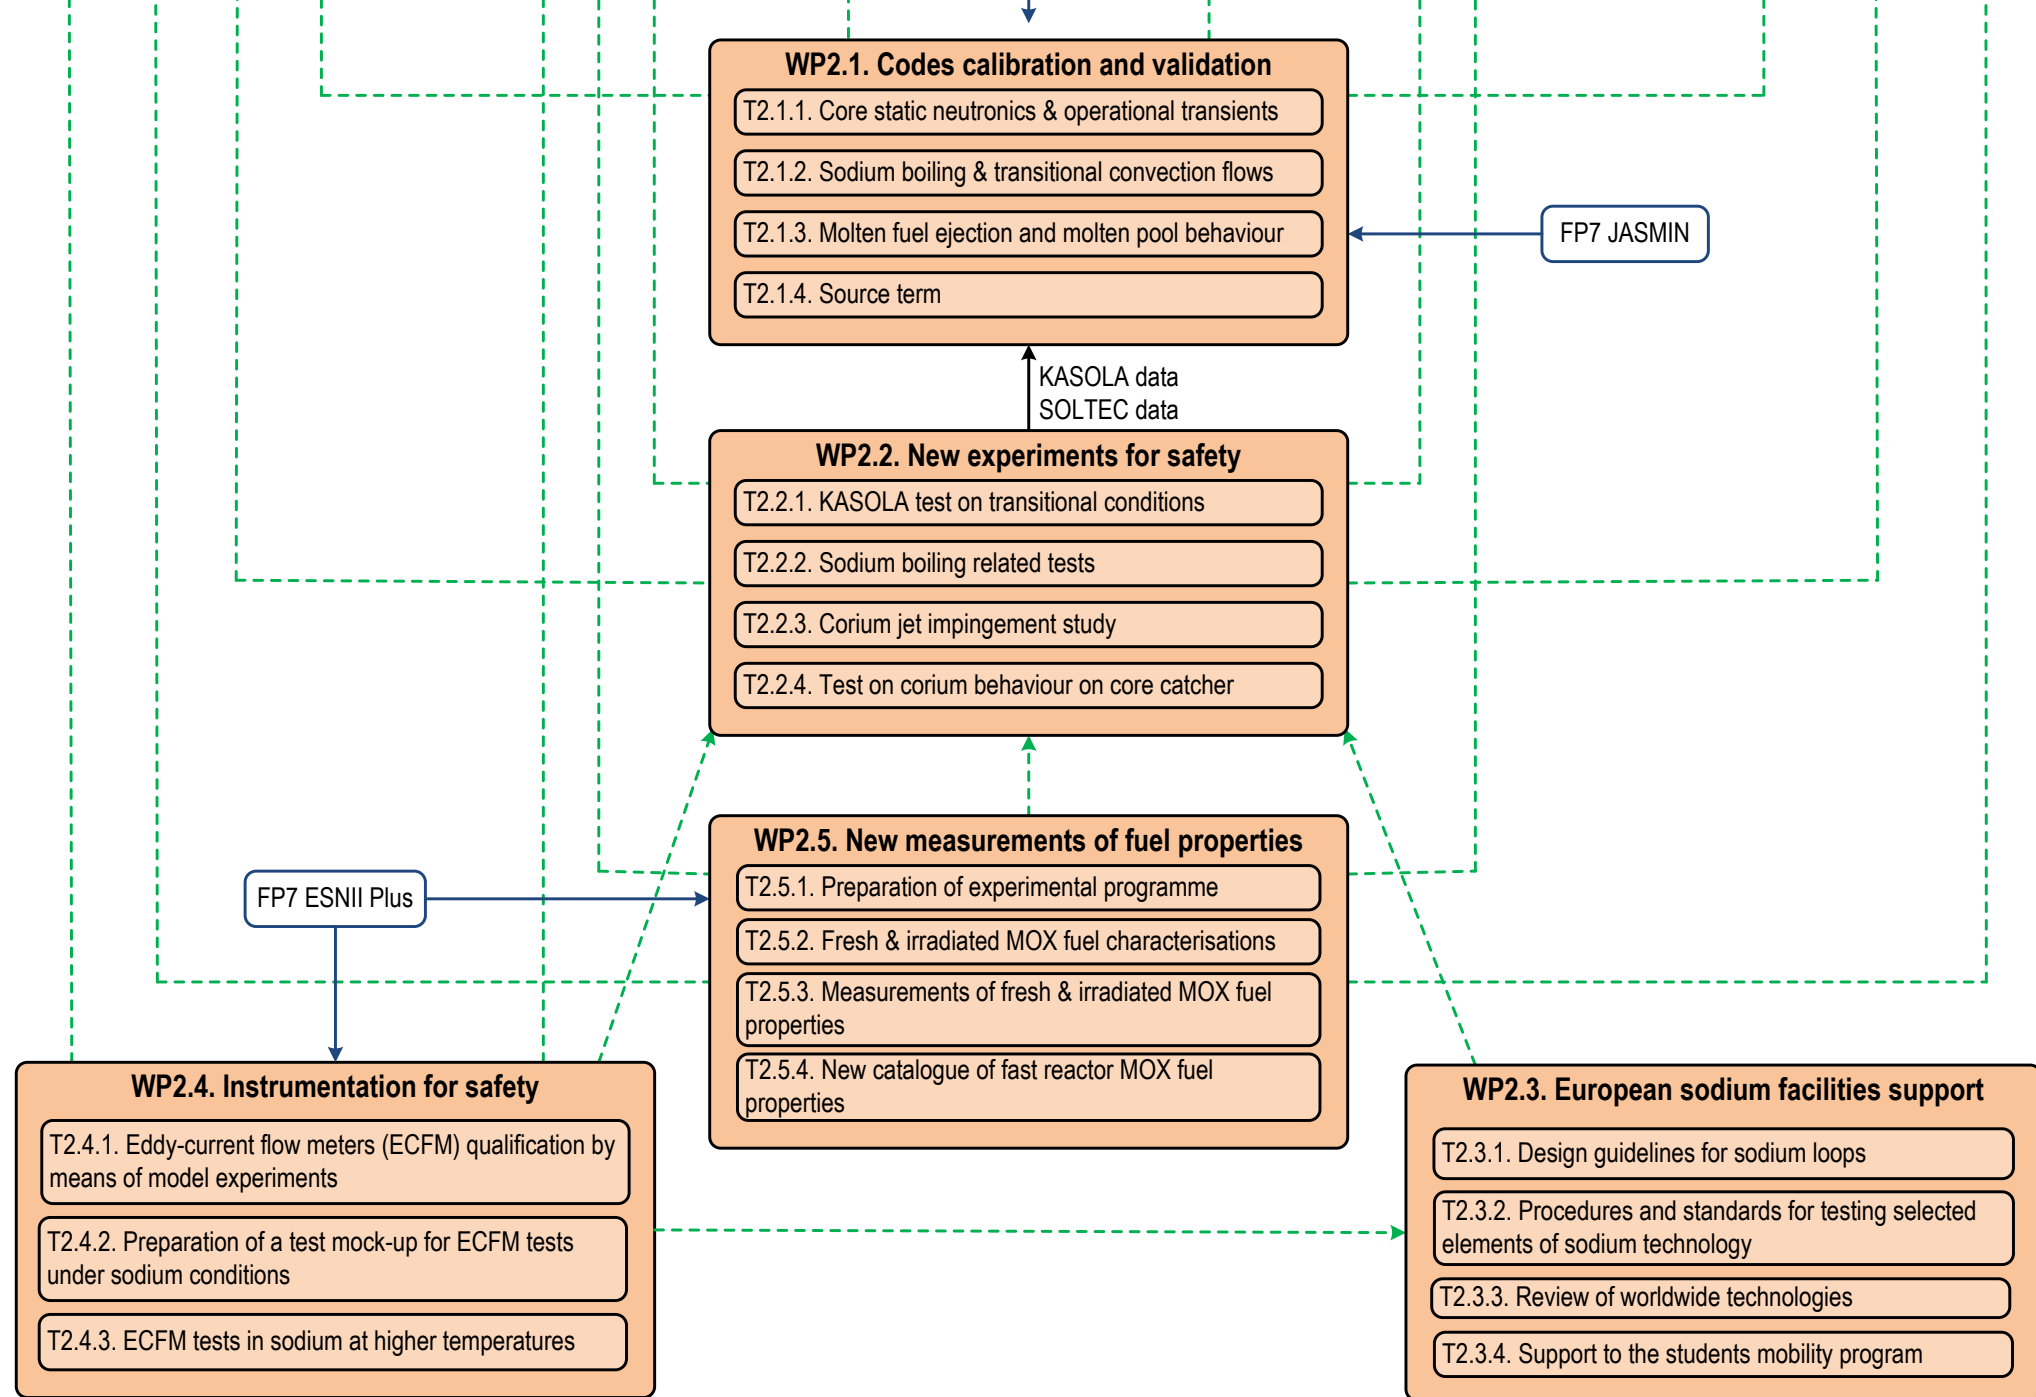 WP2.1. Codes calibration and validation
T2.1.1. Core static neutronics & operational transients
T2.1.2. Sodium boiling & transitional convection flows
T2.1.3. Molten fuel ejection and molten pool behaviour
T2.1.4. Source term
FP7 JASMIN
KASOLA data
SOLTEC data
WP2.2. New experiments for safety
T2.2.1. KASOLA test on transitional conditions
T2.2.2. Sodium boiling related tests
T2.2.3. Corium jet impingement study
T2.2.4. Test on corium behaviour on core catcher
WP2.5. New measurements of fuel properties
T2.5.1. Preparation of experimental programme
T2.5.2. Fresh & irradiated MOX fuel characterisations
T2.5.3. Measurements of fresh & irradiated MOX fuel
properties
T2.5.4. New catalogue of fast reactor MOX fuel
properties
FP7 ESNII Plus
WP2.4. Instrumentation for safety
T2.4.1. Eddy-current flow meters (ECFM) qualification by
means of model experiments
T2.4.2. Preparation of a test mock-up for ECFM tests
under sodium conditions
T2.4.3. ECFM tests in sodium at higher temperatures
WP2.3. European sodium facilities support
T2.3.1. Design guidelines for sodium loops
T2.3.2. Procedures and standards for testing selected
elements of sodium technology
T2.3.3. Review of worldwide technologies
T2.3.4. Support to the students mobility program